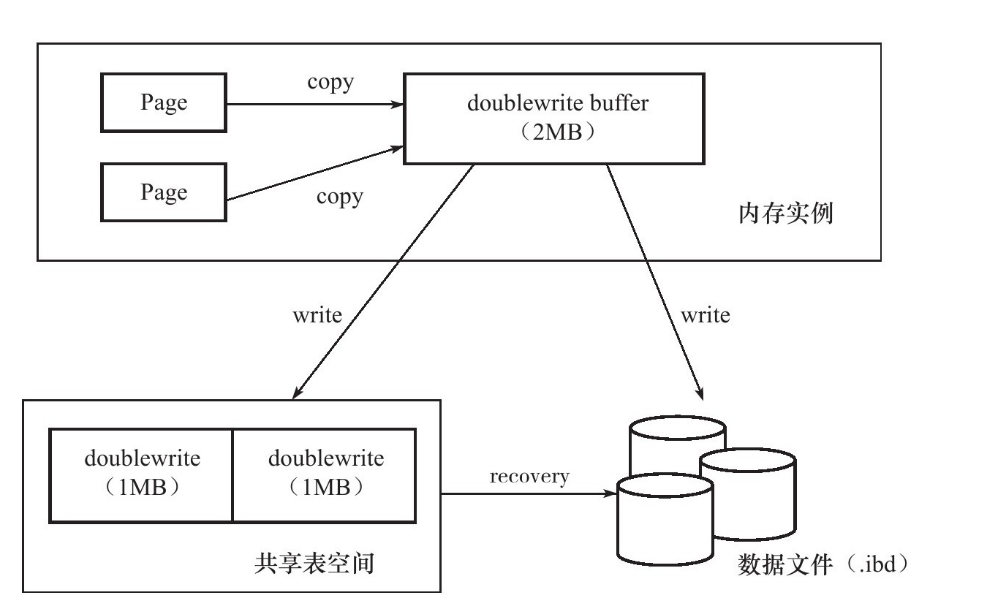 Page
copy
doublewrite buffer
（2MB）
Page
copy
内存实例
write
write
doublewrite
（1MB）
doublewrite
（1MB）
recovery
共享表空间
数据文件（.ibd）